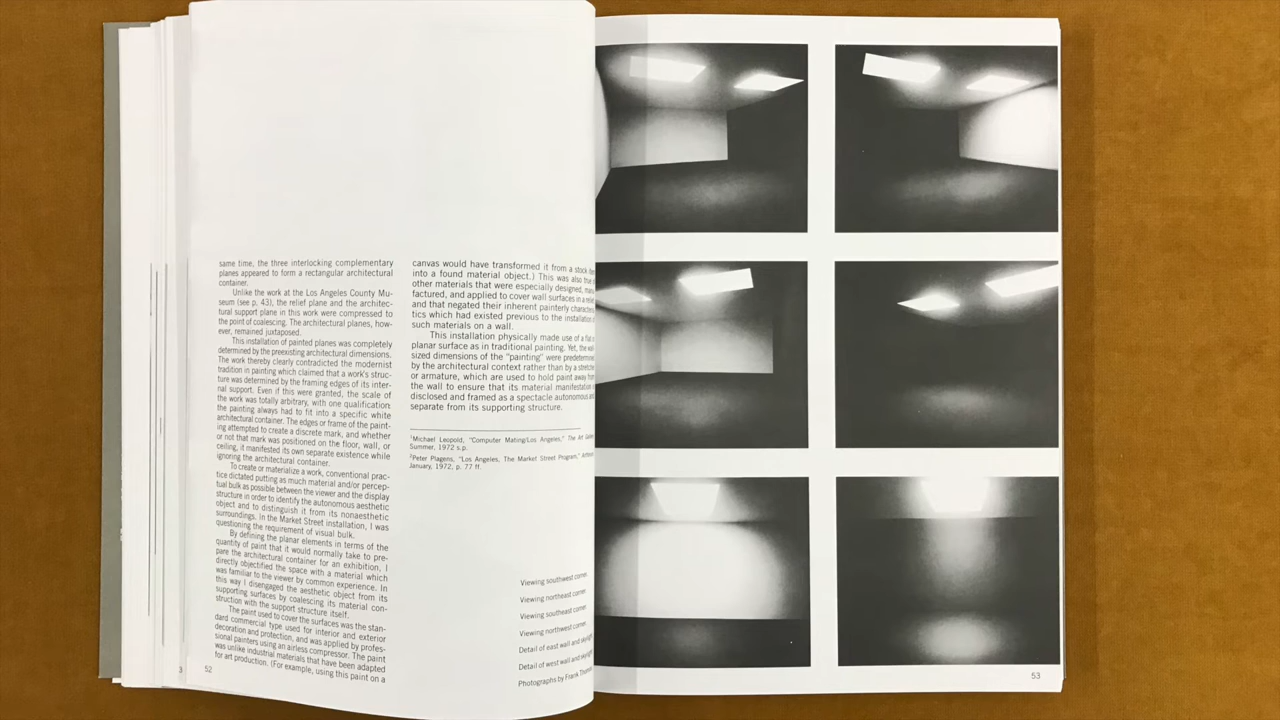 same time, the three interlocking complementary
planes appeared to form a rectangular architectural
container.
Unlike the work at the Los Angeles County Mu-
seum (see p. 43), the relief plane and the architec-
tural support plane in this work were compressed to
the point of coalescing. The architectural planes, how-
ever, remained juxtaposed.
This installation of painted planes was completely
determined by the preexisting architectural dimensions.
The work thereby clearly contradicted the modernist
tradition in painting which claimed that a work's struc-
ture was determined by the framing edges of its inter-
nal support. Even if this were granted, the scale of
the work was totally arbitrary, with one qualification:
the painting always had to fit into a specific white
architectural container. The edges or frame of the paint-
ing attempted to create a discrete mark, and whether
or not that mark was positioned on the floor, wall, or
ceiling, it manifested its own separate existence while
ignoring the architectural container.
To create or materialize a work, conventional prac-
tice dictated putting as much material and/or percep-
tual bulk as possible between the viewer and the display
structure in order to identify the autonomous aesthetic
object and to distinguish it from its nonaesthetic
surroundings. In the Market Street installation, I was
questioning the requirement of visual bulk.
By defining the planar elements in terms of the
quantity of paint that it would normally take to pre-
pare the architectural container for an exhibition, I
directly objectified the space with a material which
was familiar to the viewer by common experience. In
this way I disengaged the aesthetic object from its
supporting surfaces by coalescing its material con-
struction with the support structure itself.
The paint used to cover the surfaces was the stan-
dard commercial type used for interior and exterior
decoration and protection, and was applied by profes-
sional painters using an airless compressor. The paint
was unlike industrial materials that have been adapted
for art production. (For example, using this paint on a
canvas would have transformed it from a stock
into a found material object.) This was also
other materials that were especially designed,
factured, and applied to cover wall surfaces in a
and that negated their inherent painterly
tics which had existed previous to the installation
such materials on a wall.
This installation physically made use of a
planar surface as in traditional painting. Yet, the
sized dimensions of the "painting" were
by the architectural context rather than by a
or armature, which are used to hold paint away from
the wall to ensure that its material
disclosed and framed as a spectacle autonomous
separate from its supporting structure.
¹Michael Leopold, "Computer Mating/Los Angeles," The Art
Summer, 1972 s.p.
²Peter Plagens, "Los Angeles, The Market Street Program,"
January, 1972, p. 77 ff.
Viewing southwest corner
Viewing northeast corner
Viewing southeast corner
Viewing northwest corner
Detail of east wall and
Detail of west wall and
Photographs by Frank
3
52
53